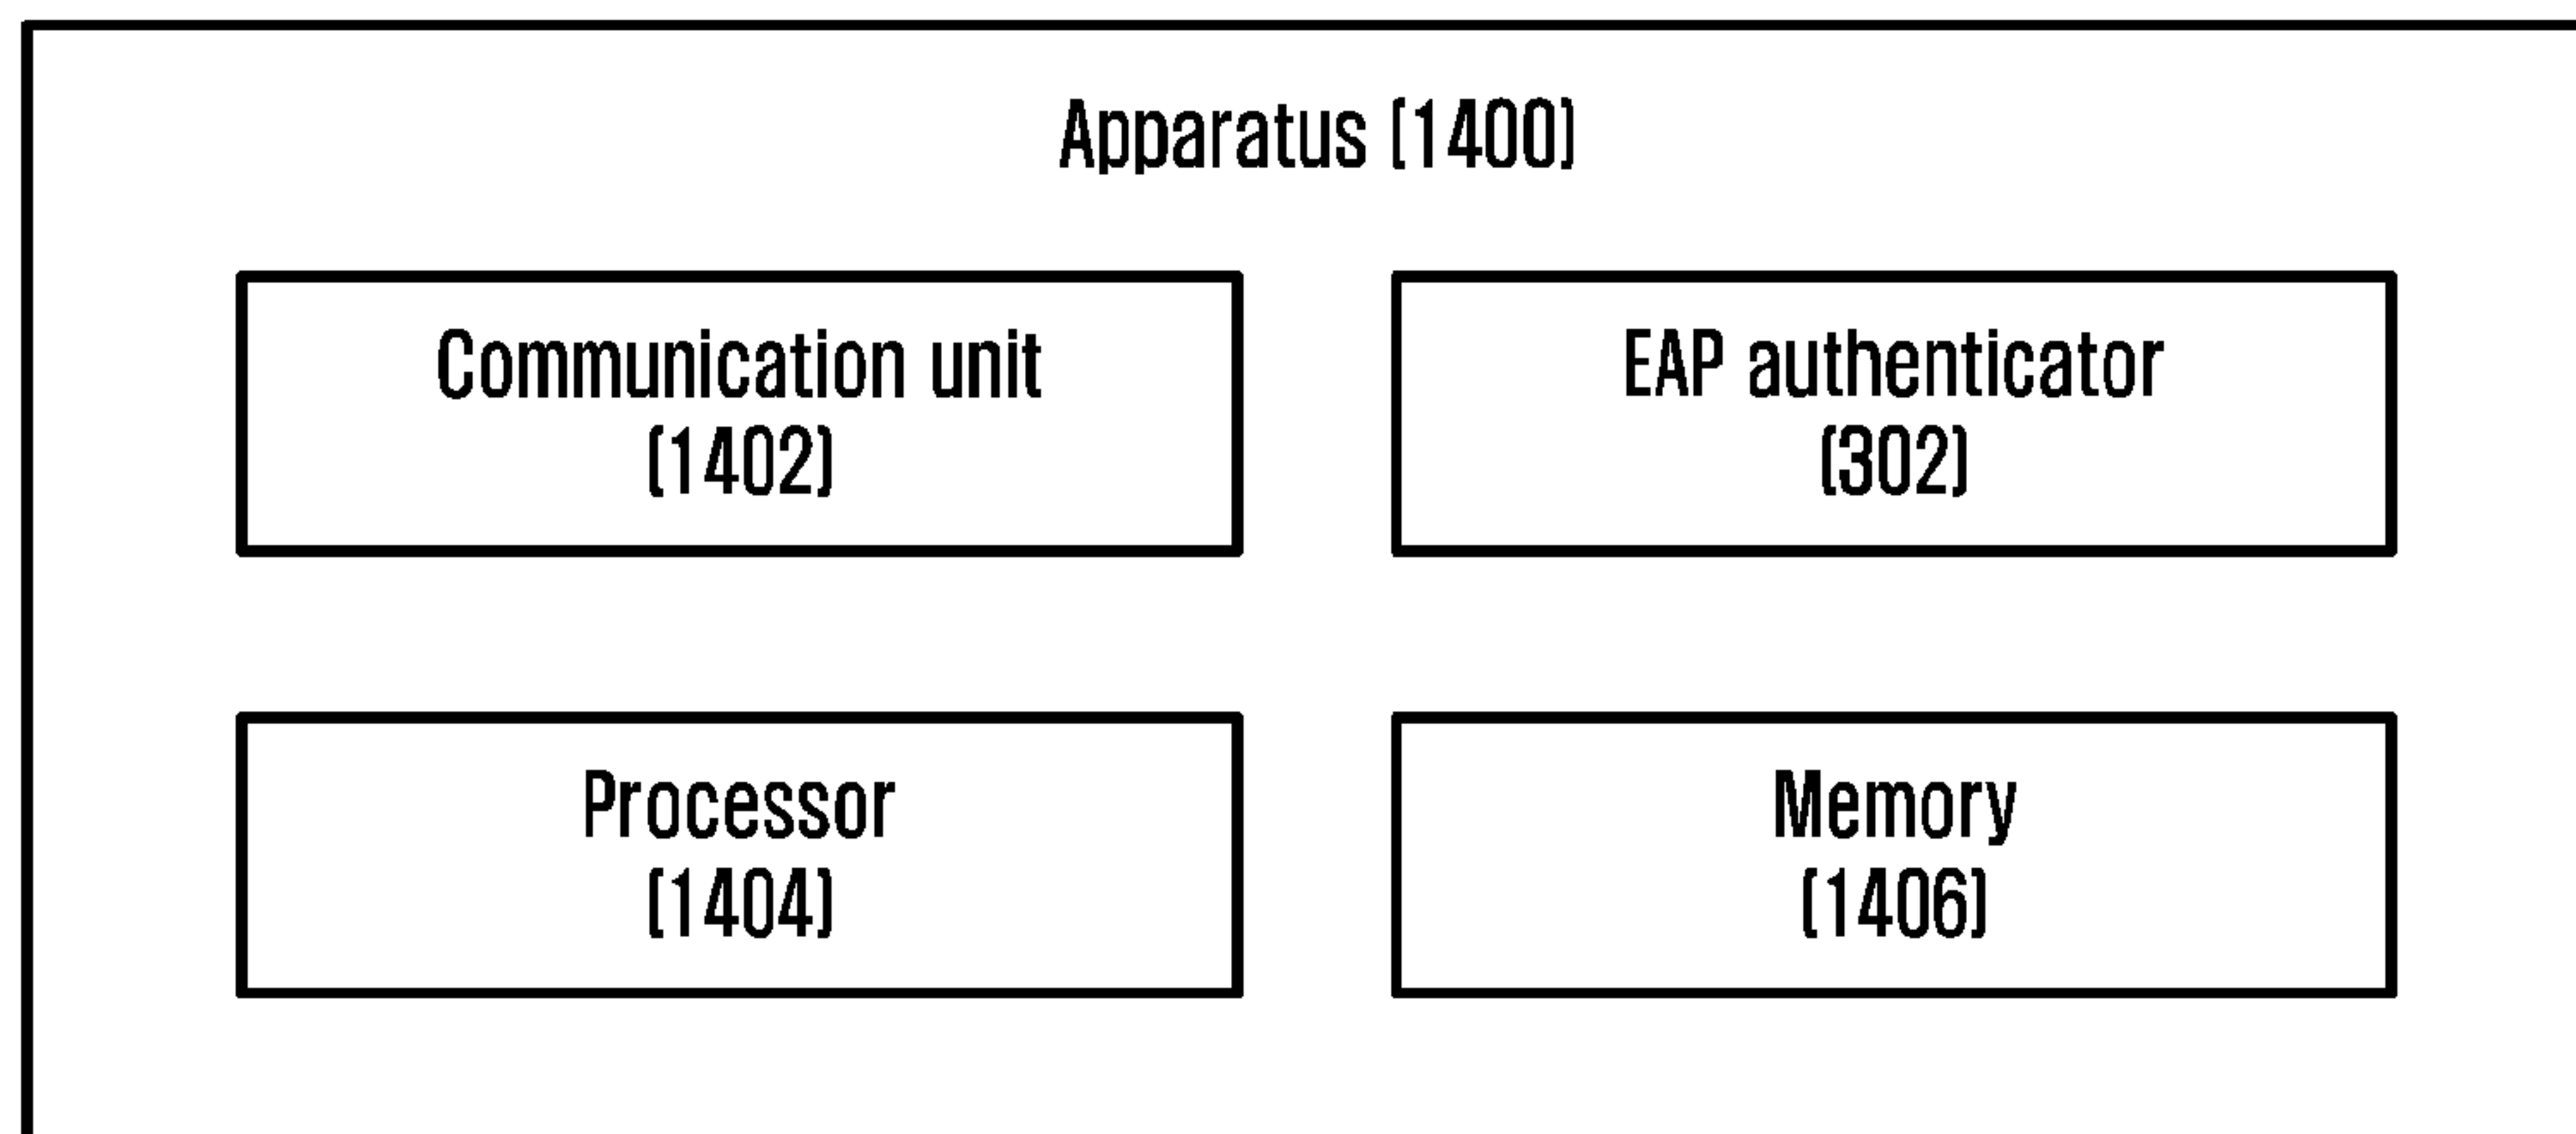 Apparatus (1400)
Communication unit
(1402)
EAP authenticator
(302)
Processor
(1404)
Memory
(1406)